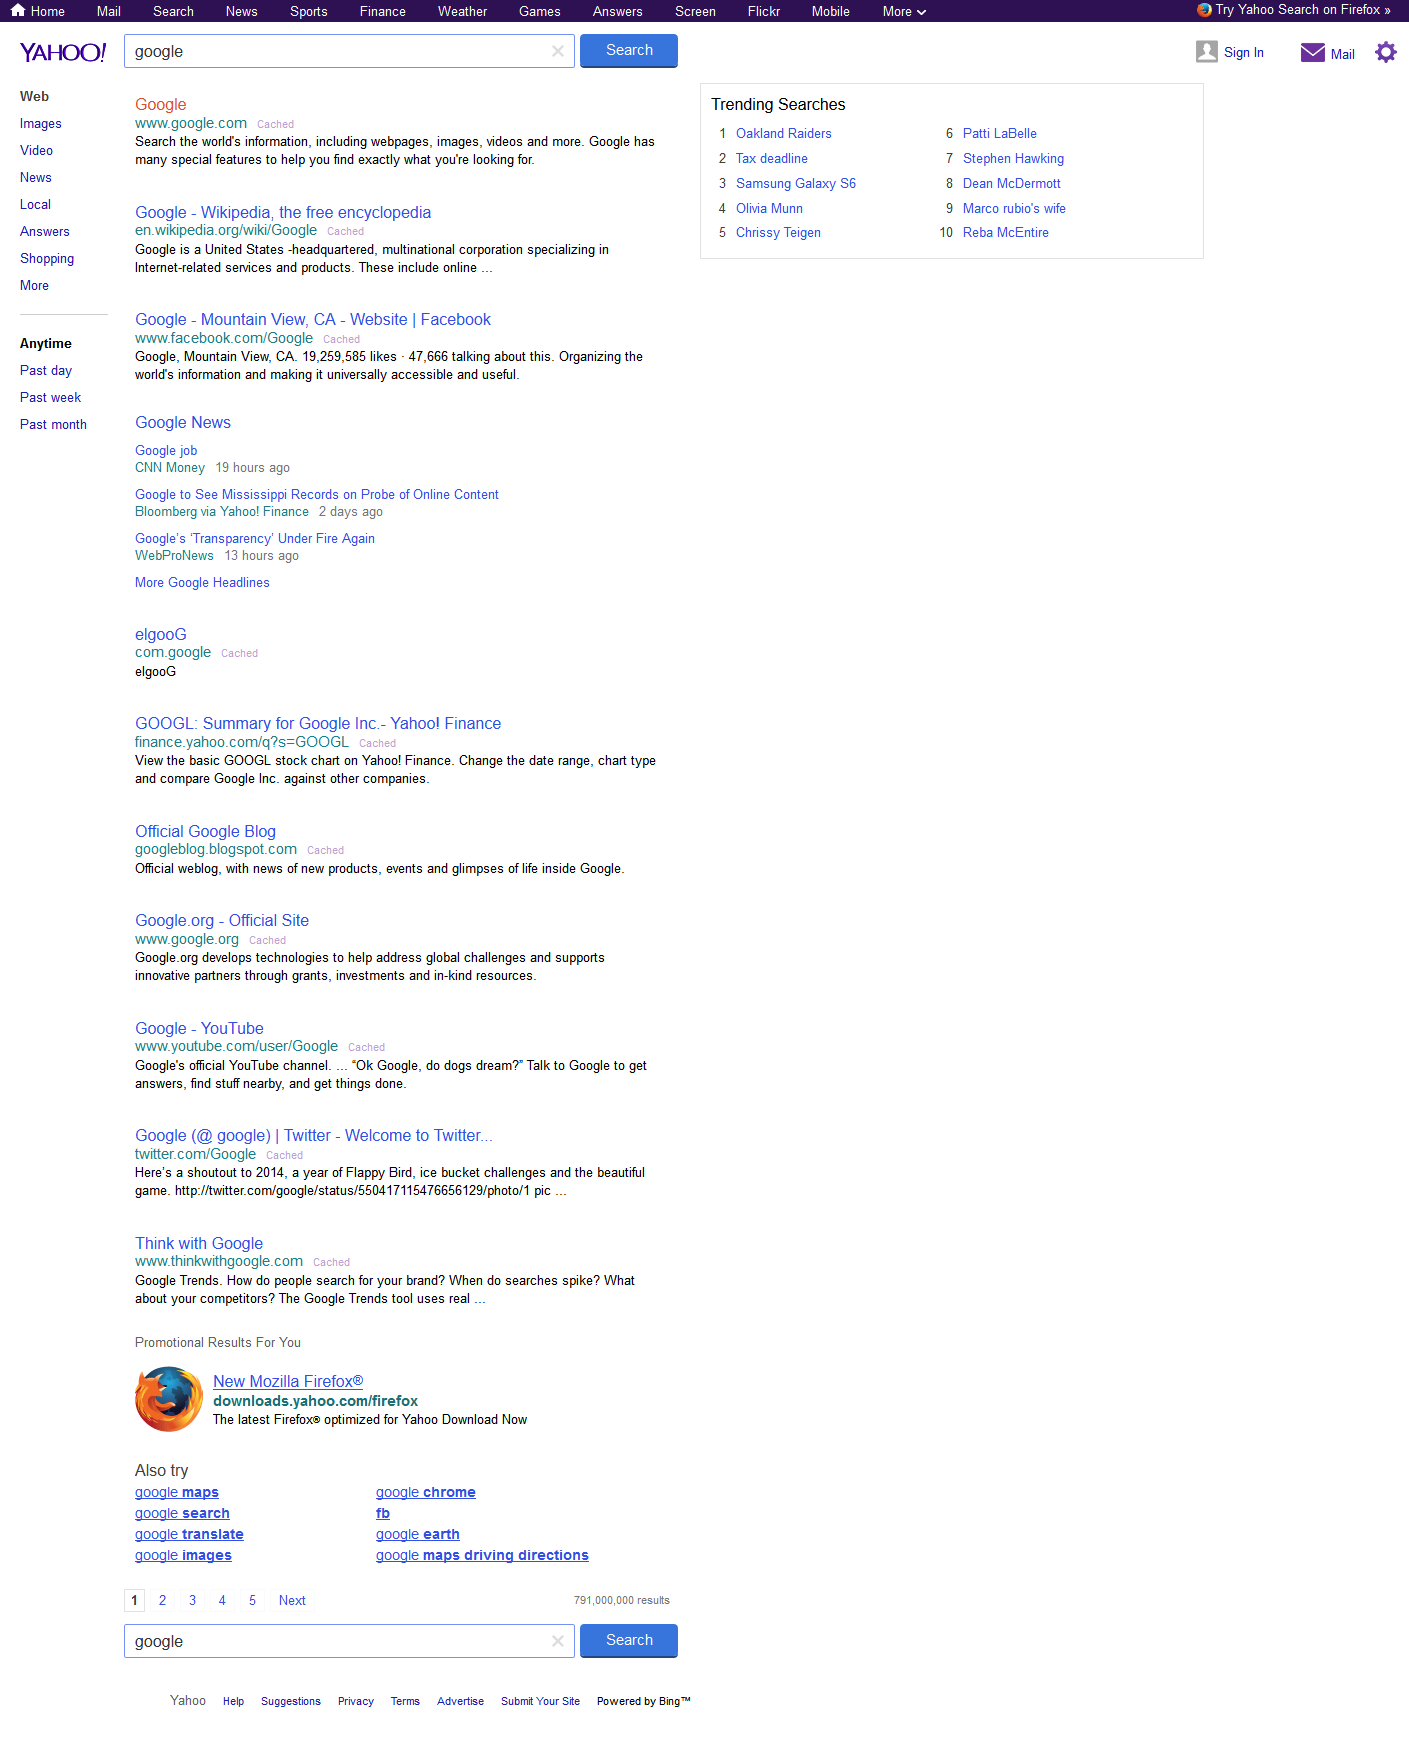 Home Mail Search News Sports Finance Weather Games Answers Screen Flickr Mobile More Try Yahoo Search on Firefox »
YAHOO! google Search Sign In Mail
Web
Images
Video
News
Local
Answers
Shopping
More
Anytime
Past day
Past week
Past month
Google
www.google.com Cached
Search the world's information, including webpages, images, videos and more. Google has
many special features to help you find exactly what you're looking for.
Google - Wikipedia, the free encyclopedia
en.wikipedia.org/wiki/Google Cached
Google is a United States -headquartered, multinational corporation specializing in
Internet-related services and products. These include online ...
Google - Mountain View, CA - Website | Facebook
www.facebook.com/Google Cached
Google, Mountain View, CA. 19,259,585 likes · 47,666 talking about this. Organizing the
world's information and making it universally accessible and useful.
Google News
Google job
CNN Money 19 hours ago
Google to See Mississippi Records on Probe of Online Content
Bloomberg via Yahoo! Finance 2 days ago
Google's ‘Transparency’ Under Fire Again
WebProNews 13 hours ago
More Google Headlines
elgooG
com.google Cached
elgooG
GOOGL: Summary for Google Inc.- Yahoo! Finance
finance.yahoo.com/q?s=GOOGL Cached
View the basic GOOGL stock chart on Yahoo! Finance. Change the date range, chart type
and compare Google Inc. against other companies.
Official Google Blog
googleblog.blogspot.com Cached
Official weblog, with news of new products, events and glimpses of life inside Google.
Google.org - Official Site
www.google.org Cached
Google.org develops technologies to help address global challenges and supports
innovative partners through grants, investments and in-kind resources.
Google - YouTube
www.youtube.com/user/Google Cached
Google's official YouTube channel. ... “Ok Google, do dogs dream?” Talk to Google to get
answers, find stuff nearby, and get things done.
Google (@ google) | Twitter - Welcome to Twitter...
twitter.com/Google Cached
Here's a shoutout to 2014, a year of Flappy Bird, ice bucket challenges and the beautiful
game. http://twitter.com/google/status/550417115476656129/photo/1 pic ...
Think with Google
www.thinkwithgoogle.com Cached
Google Trends. How do people search for your brand? When do searches spike? What
about your competitors? The Google Trends tool uses real ...
Promotional Results For You
New Mozilla Firefox®
downloads.yahoo.com/firefox
The latest Firefox® optimized for Yahoo Download Now
Also try
google maps google chrome
google search fb
google translate google earth
google images google maps driving directions
1 2 3 4 5 Next 791,000,000 results
google Search
Yahoo Help Suggestions Privacy Terms Advertise Submit Your Site Powered by Bing™
Trending Searches
1 Oakland Raiders 6 Patti LaBelle
2 Tax deadline 7 Stephen Hawking
3 Samsung Galaxy S6 8 Dean McDermott
4 Olivia Munn 9 Marco rubio's wife
5 Chrissy Teigen 10 Reba McEntire